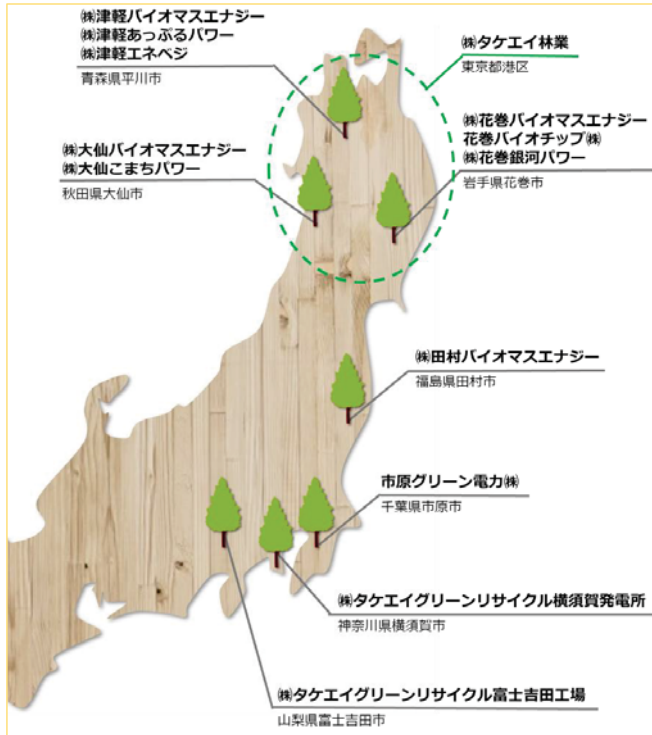 ㈱津軽バイオマスエナジー
㈱津軽あっぷるパワー
㈱津軽エネベジ
青森県平川市
㈱タケエイ林業
東京都港区
㈱花巻バイオマスエナジー
花巻バイオチップ㈱
㈱花巻銀河パワー
岩手県花巻市
㈱大仙バイオマスエナジー
㈱大仙こまちパワー
秋田県大仙市
㈱田村バイオマスエナジー
福島県田村市
市原グリーン電力㈱
千葉県市原市
㈱タケエイグリーンリサイクル横須賀発電所
神奈川県横須賀市
㈱タケエイグリーンリサイクル富士吉田工場
山梨県富士吉田市